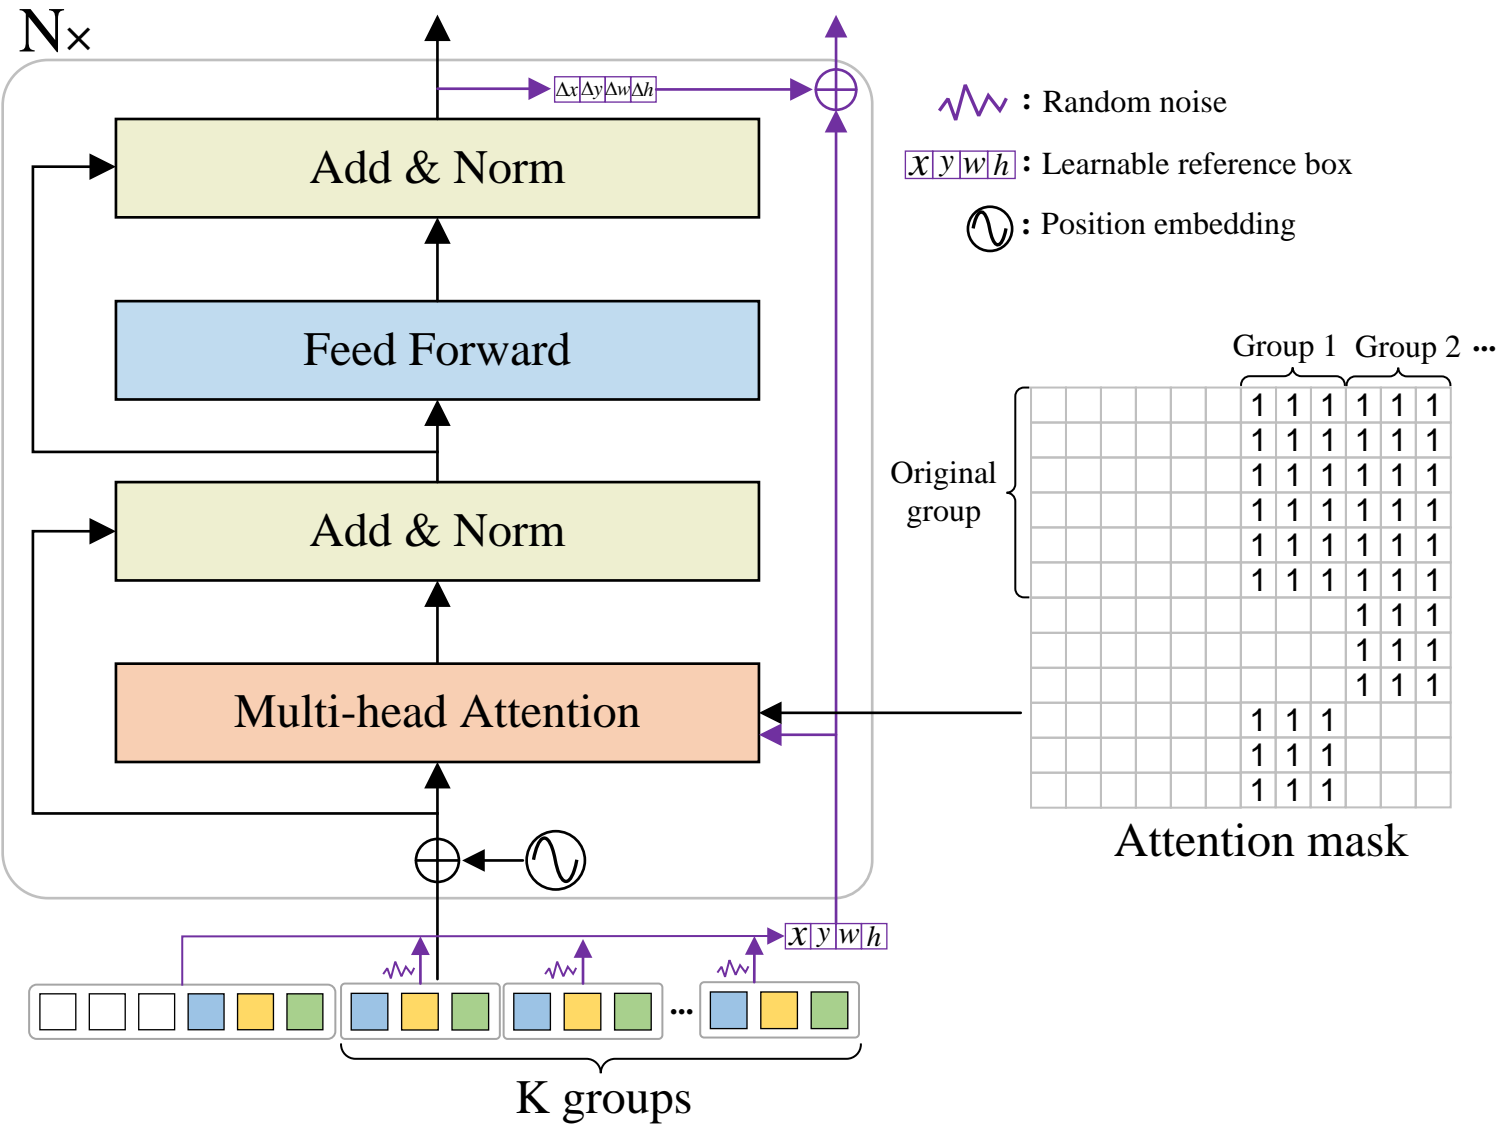 N×
Δx Δy Δw Δh
Add & Norm
Feed Forward
Add & Norm
Multi-head Attention
x y w h
...
K groups
: Random noise
x y w h : Learnable reference box
: Position embedding
Group 1 Group 2 ...
Original
group
1 1 1 1 1 1
1 1 1 1 1 1
1 1 1 1 1 1
1 1 1 1 1 1
1 1 1 1 1 1
1 1 1 1 1 1
1 1 1
1 1 1
1 1 1
1 1 1
1 1 1
1 1 1
Attention mask